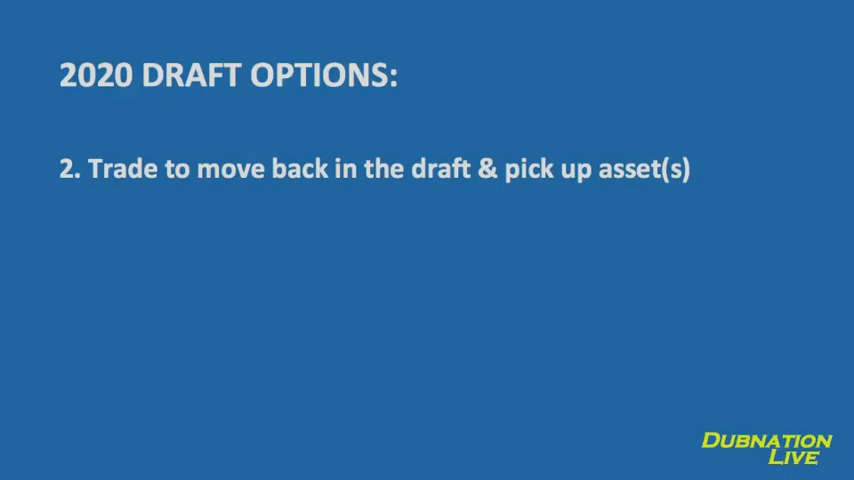 2020 DRAFT OPTIONS:
2. Trade to move back in the draft & pick up asset(s)
DUBNATION
LIVE